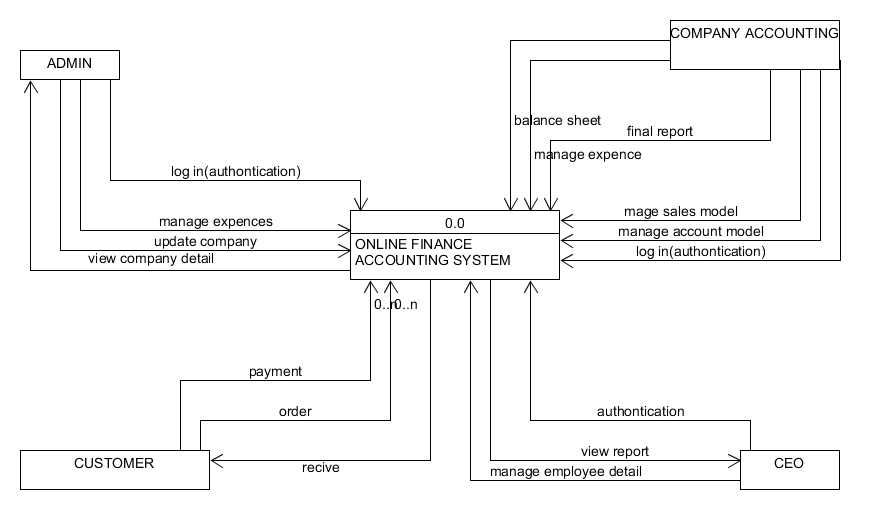 COMPANY ACCOUNTING
ADMIN
balance sheet
final report
manage expence
log in(authontication)
manage expences
update company
view company detail
0.0
ONLINE FINANCE
ACCOUNTING SYSTEM
mage sales model
manage account model
log in(authontication)
0..n
0..n
payment
order
recive
authontication
view report
manage employee detail
CUSTOMER
CEO